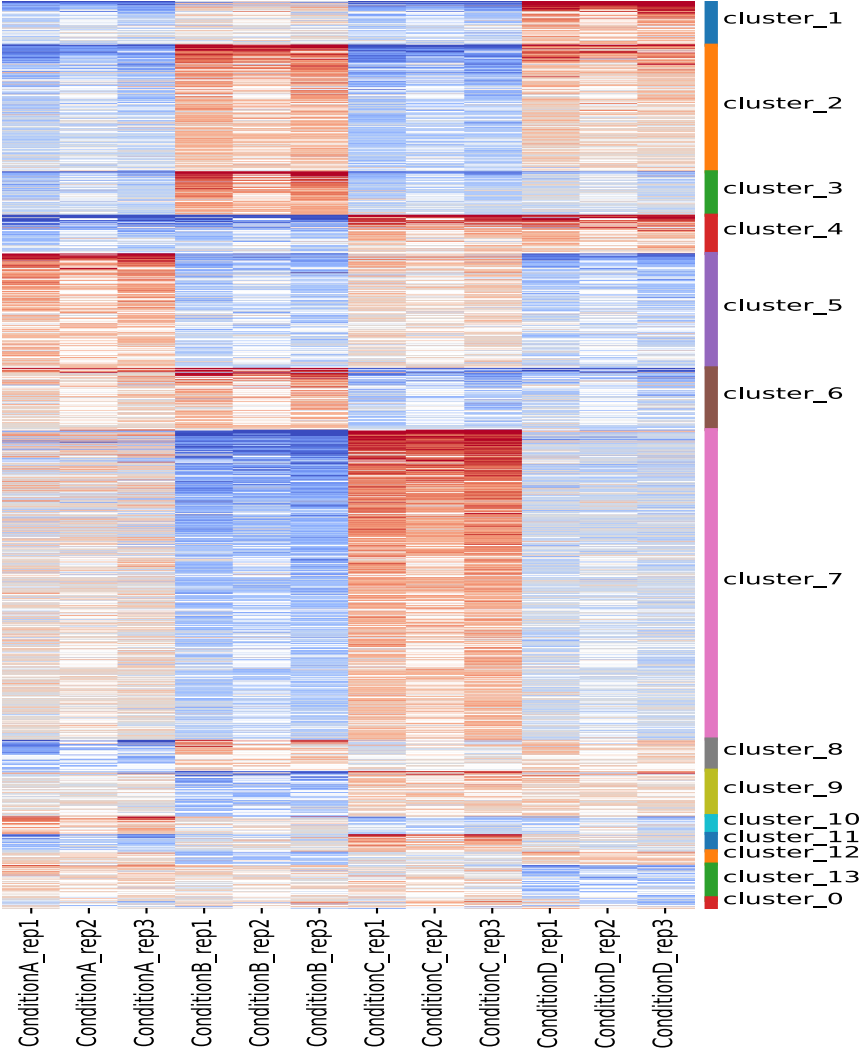 cluster_1
cluster_2
cluster_3
cluster_4
cluster_5
cluster_6
cluster_7
cluster_8
cluster_9
cluster_10
cluster_11
cluster_12
cluster_13
cluster_0
ConditionA_rep1
ConditionA_rep2
ConditionA_rep3
ConditionB_rep1
ConditionB_rep2
ConditionB_rep3
ConditionC_rep1
ConditionC_rep2
ConditionC_rep3
ConditionD_rep1
ConditionD_rep2
ConditionD_rep3